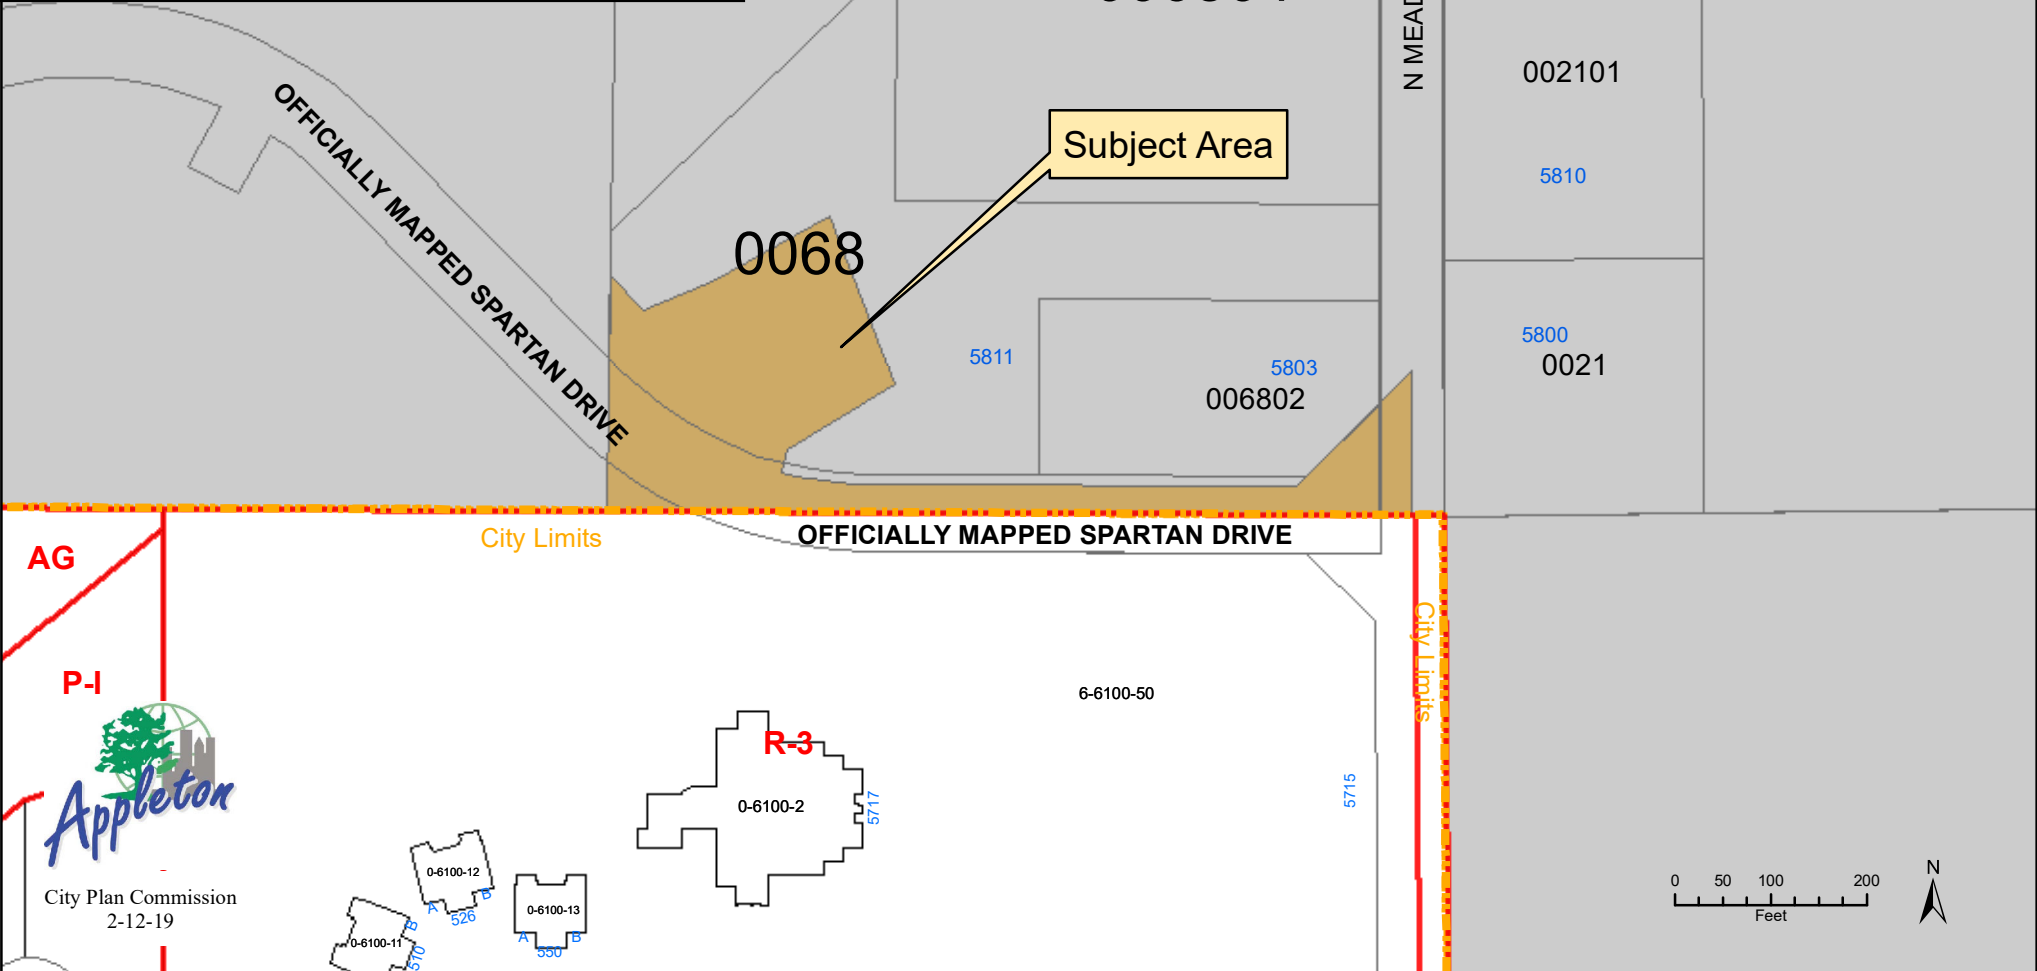 N MEAD
002101
OFFICIALLY MAPPED SPARTAN DRIVE
Subject Area
5810
0068
5800
0021
5811
5803
006802
City Limits
OFFICIALLY MAPPED SPARTAN DRIVE
AG
City Limits
P-I
6-6100-50
R-3
5715
0-6100-2
5717
Appleton
0-6100-12
A
B
526
0-6100-13
A
B
550
0-6100-11
B
510
City Plan Commission
2-12-19
0 50 100 200
Feet
N